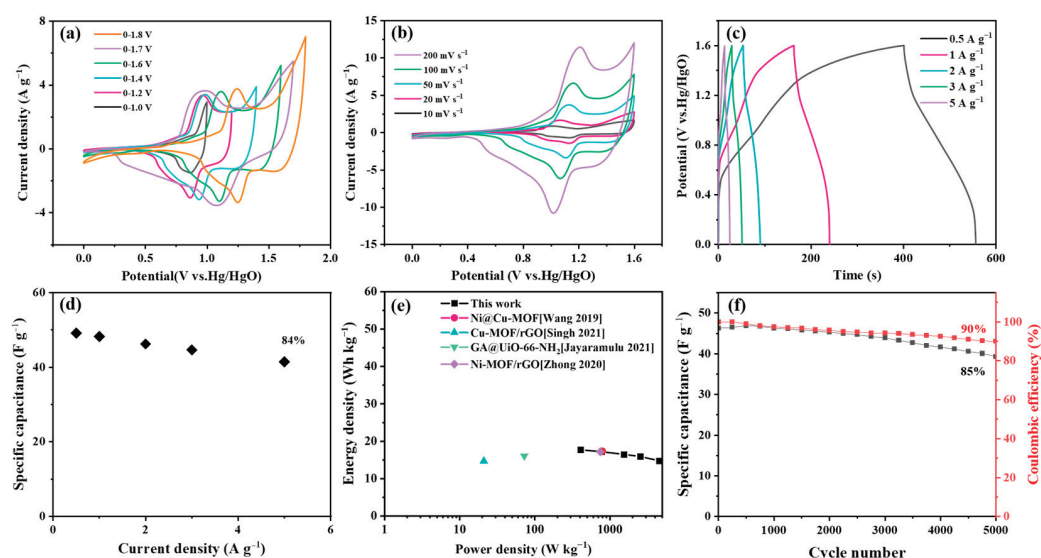 (a)
0-1.8 V
0-1.7 V
0-1.6 V
0-1.4 V
0-1.2 V
0-1.0 V
Current density (A g⁻¹)
8
4
0
-4
0.0
0.5
1.0
1.5
2.0
Potential(V vs.Hg/HgO)
(b)
200 mV s⁻¹
100 mV s⁻¹
50 mV s⁻¹
20 mV s⁻¹
10 mV s⁻¹
Current density (A g⁻¹)
15
10
5
0
-5
-10
-15
0.0
0.4
0.8
1.2
1.6
Potential (V vs.Hg/HgO)
(c)
0.5 A g⁻¹
1 A g⁻¹
2 A g⁻¹
3 A g⁻¹
5 A g⁻¹
Potential (V vs.Hg/HgO)
1.6
1.2
0.8
0.4
0.0
0
200
400
600
Time (s)
(d)
84%
Specific capacitance (F g⁻¹)
60
40
20
0
0
2
4
6
Current density (A g⁻¹)
(e)
This work
Ni@Cu-MOF[Wang 2019]
Cu-MOF/rGO[Singh 2021]
GA@UiO-66-NH₂[Jayaramulu 2021]
Ni-MOF/rGO[Zhong 2020]
Energy density (Wh kg⁻¹)
60
50
40
30
20
10
0
1
10
100
1000
Power density (W kg⁻¹)
(f)
90%
85%
Specific capacitance (F g⁻¹)
50
40
30
20
10
0
Coulombic efficiency (%)
100
80
60
40
20
0
0
1000
2000
3000
4000
5000
Cycle number